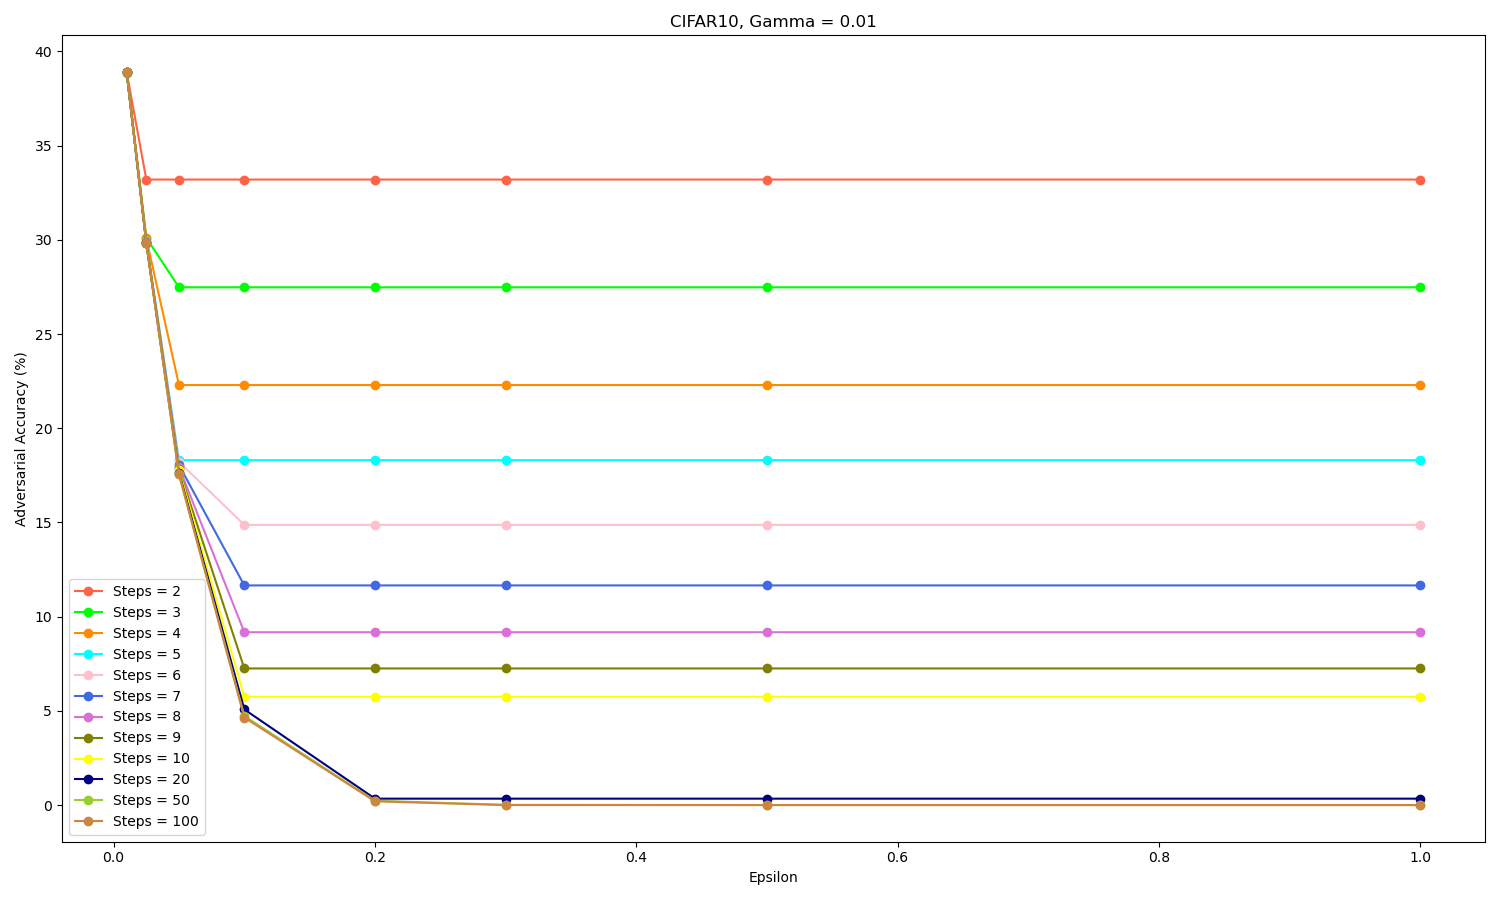 CIFAR10, Gamma = 0.01
Adversarial Accuracy (%)
40
35
30
25
20
15
10
5
0
Steps = 2
Steps = 3
Steps = 4
Steps = 5
Steps = 6
Steps = 7
Steps = 8
Steps = 9
Steps = 10
Steps = 20
Steps = 50
Steps = 100
0.0 0.2 0.4 0.6 0.8 1.0
Epsilon